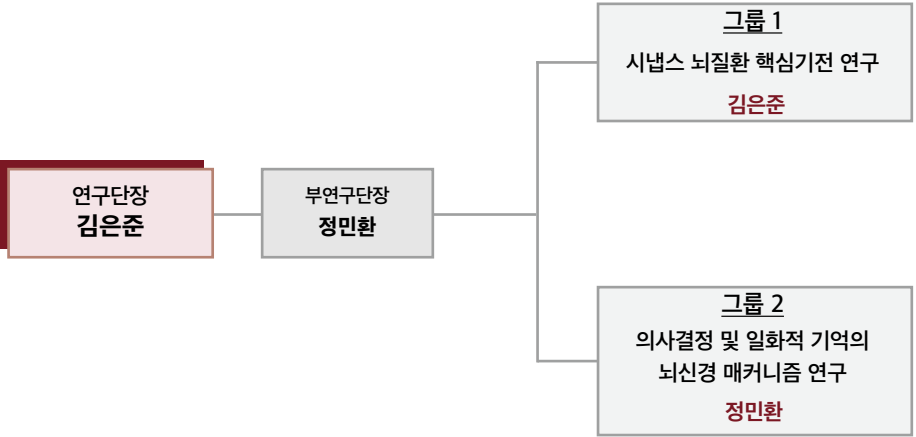 연구단장
김은준
부연구단장
정민환
그룹 1
시냅스 뇌질환 핵심기전 연구
김은준
그룹 2
의사결정 및 일화적 기억의
뇌신경 매커니즘 연구
정민환